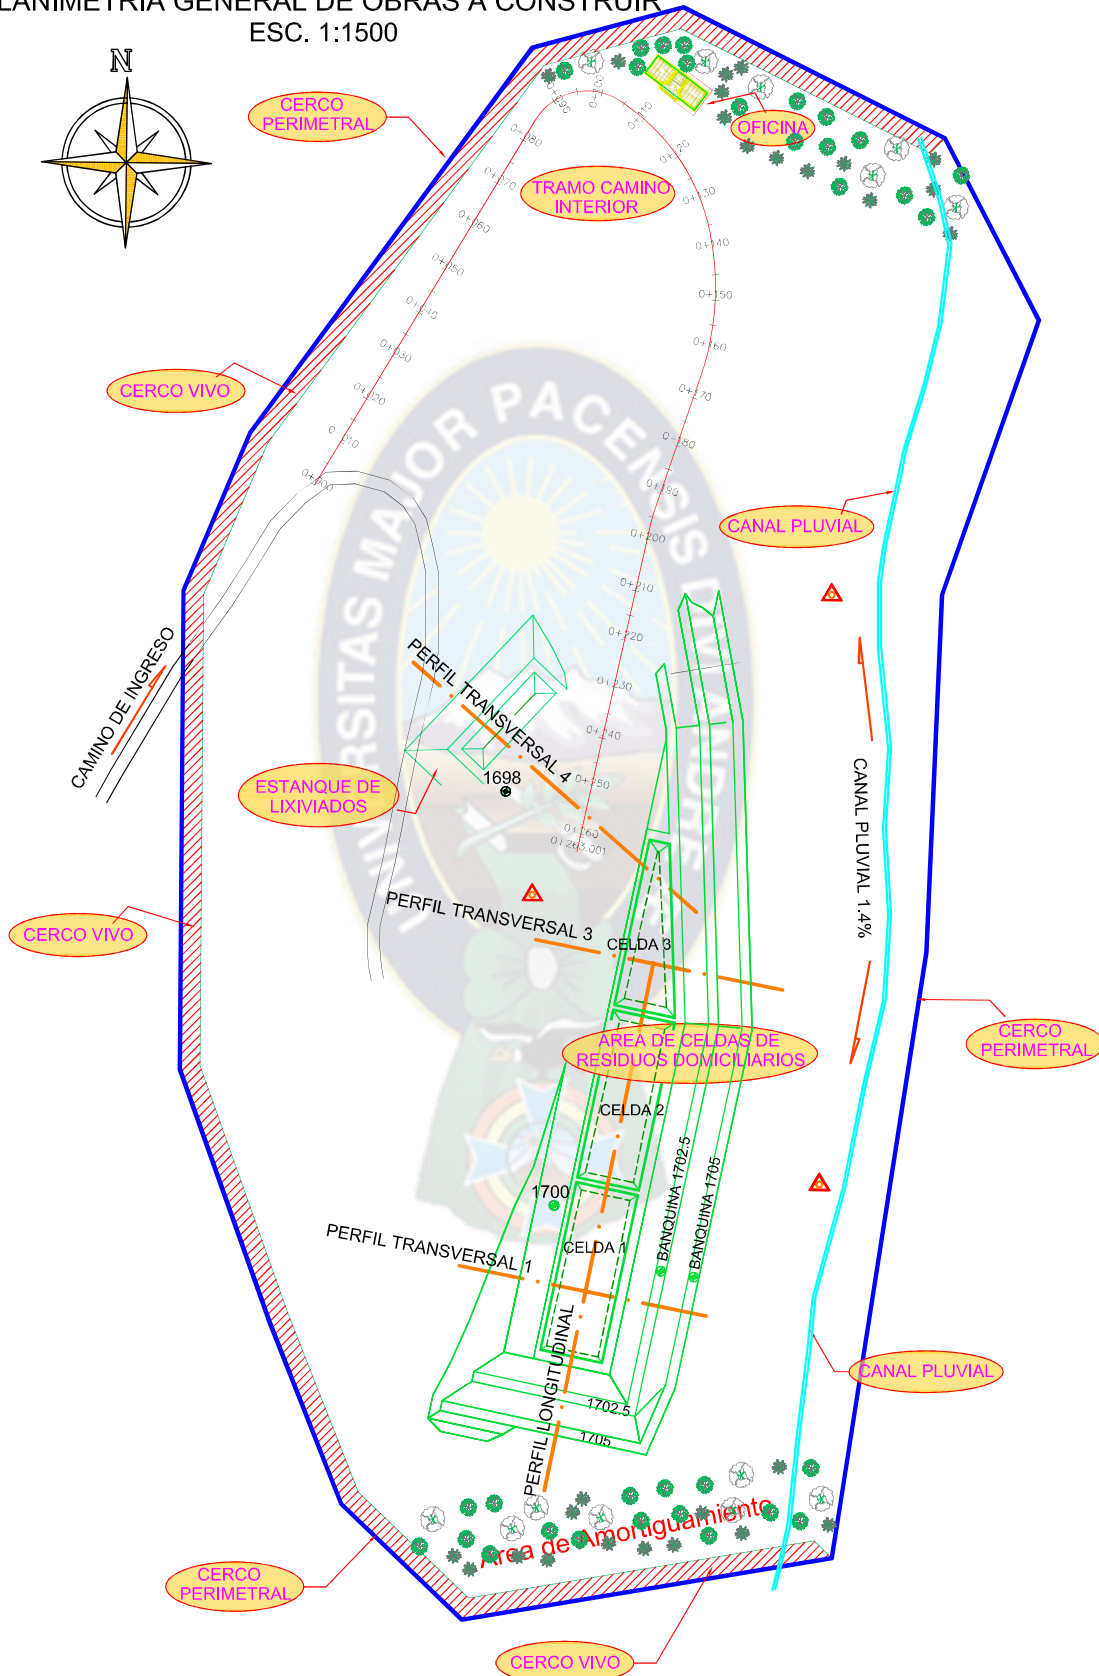 LANIMETRIA GENERAL DE OBRAS A CONSTRUIR
ESC. 1:1500
N
CERCO
PERIMETRAL
OFICINA
TRAMO CAMINO
INTERIOR
0+000
0+010
0+020
0+030
0+040
0+050
0+060
0+070
0+080
0+090
0+100
0+110
0+120
0+130
0+140
0+150
0+160
0+170
0+180
0+190
0+200
0+210
0+220
0+230
0+240
0+250
0+260
0+263.001
CERCO VIVO
CANAL PLUVIAL
UNIVERSITAS MAJOR PACENSIS DIVI ANDREÆ
CAMINO DE INGRESO
PERFIL TRANSVERSAL 4
1698
ESTANQUE DE
LIXIVIADOS
CANAL PLUVIAL 1.4%
PERFIL TRANSVERSAL 3
CELDA 3
CERCO VIVO
CERCO
PERIMETRAL
AREA DE CELDAS DE
RESIDUOS DOMICILIARIOS
CELDA 2
BANQUINA 1702.5
BANQUINA 1705
1700
PERFIL TRANSVERSAL 1
CELDA 1
PERFIL LONGITUDINAL
CANAL PLUVIAL
1702.5
1705
Area de Amortiguamiento
CERCO
PERIMETRAL
CERCO VIVO